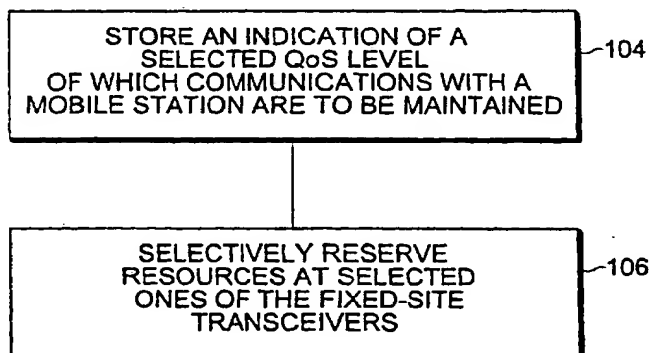 STORE AN INDICATION OF A
SELECTED QoS LEVEL
OF WHICH COMMUNICATIONS WITH A
MOBILE STATION ARE TO BE MAINTAINED
104
SELECTIVELY RESERVE
RESOURCES AT SELECTED
ONES OF THE FIXED-SITE
TRANSCEIVERS
106